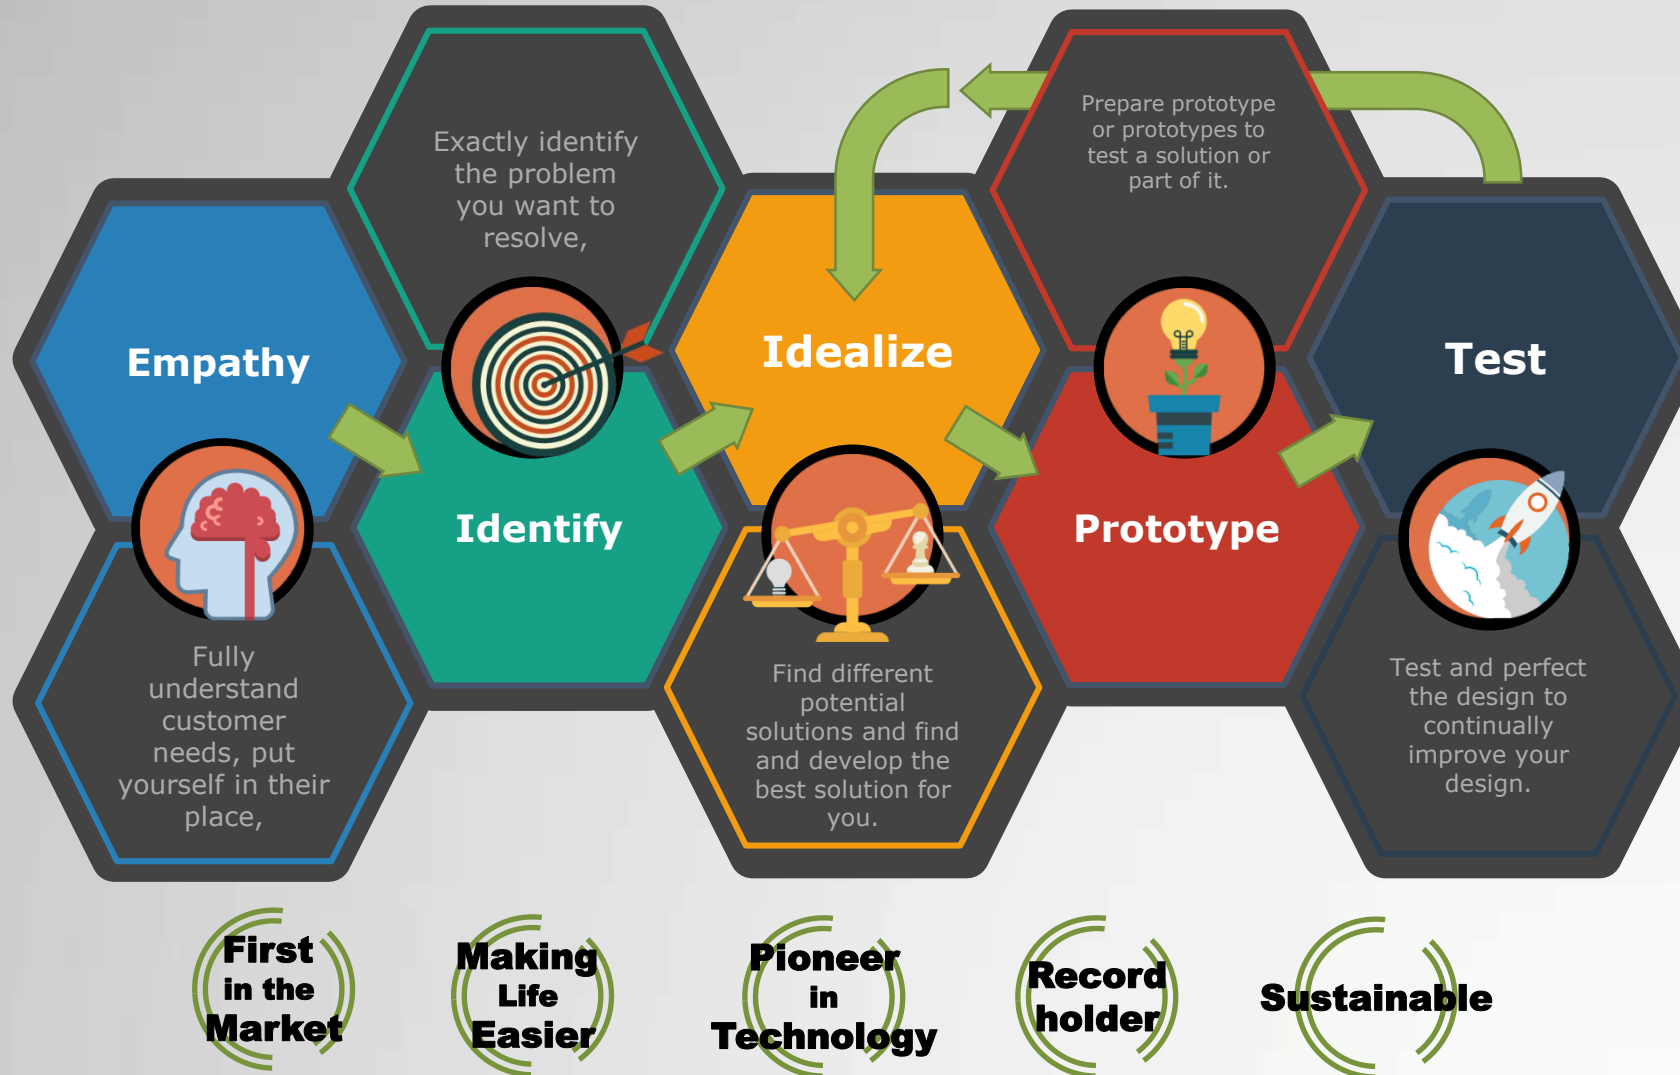 Empathy
Fully
understand
customer
needs, put
yourself in their
place,
Exactly identify
the problem
you want to
resolve,
Identify
Idealize
Find different
potential
solutions and find
and develop the
best solution for
you.
Prepare prototype
or prototypes to
test a solution or
part of it.
Prototype
Test
Test and perfect
the design to
continually
improve your
design.
First
in the
Market
Making
Life
Easier
Pioneer
in
Technology
Record
holder
Sustainable